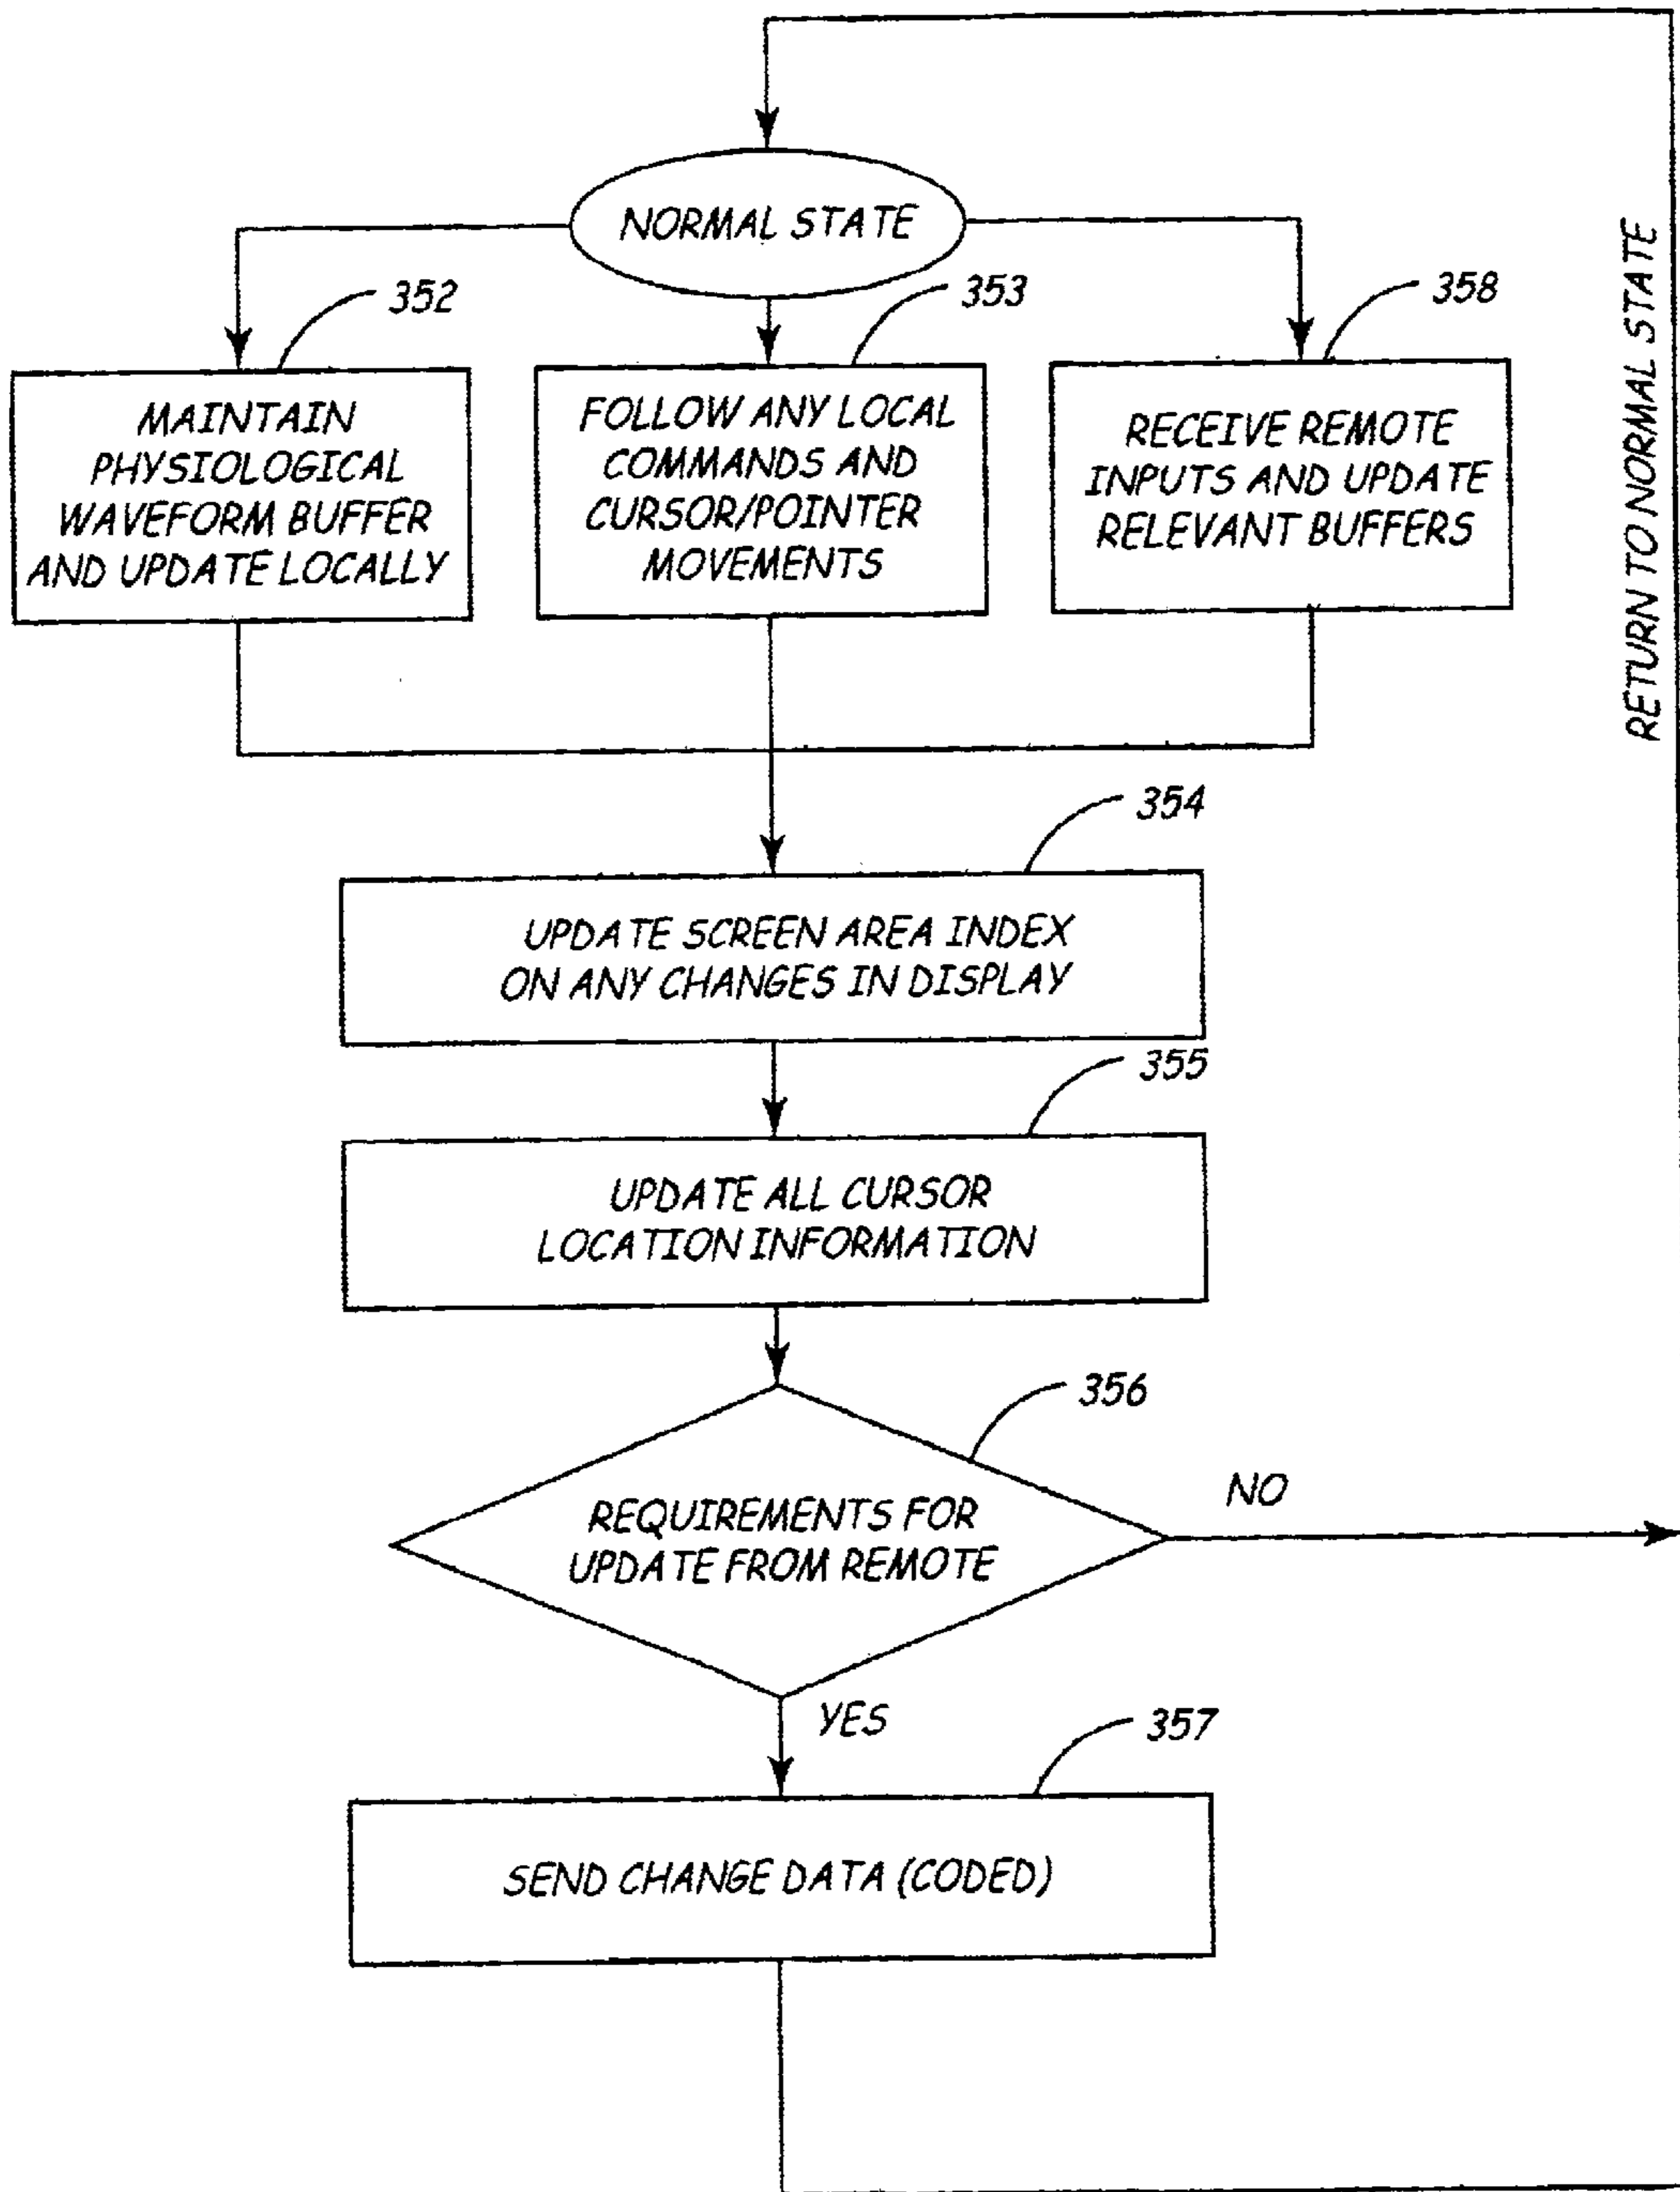 NORMAL STATE
352
353
358
MAINTAIN
PHYSIOLOGICAL
WAVEFORM BUFFER
AND UPDATE LOCALLY
FOLLOW ANY LOCAL
COMMANDS AND
CURSOR/POINTER
MOVEMENTS
RECEIVE REMOTE
INPUTS AND UPDATE
RELEVANT BUFFERS
RETURN TO NORMAL STATE
354
UPDATE SCREEN AREA INDEX
ON ANY CHANGES IN DISPLAY
355
UPDATE ALL CURSOR
LOCATION INFORMATION
356
REQUIREMENTS FOR
UPDATE FROM REMOTE
NO
YES
357
SEND CHANGE DATA (CODED)